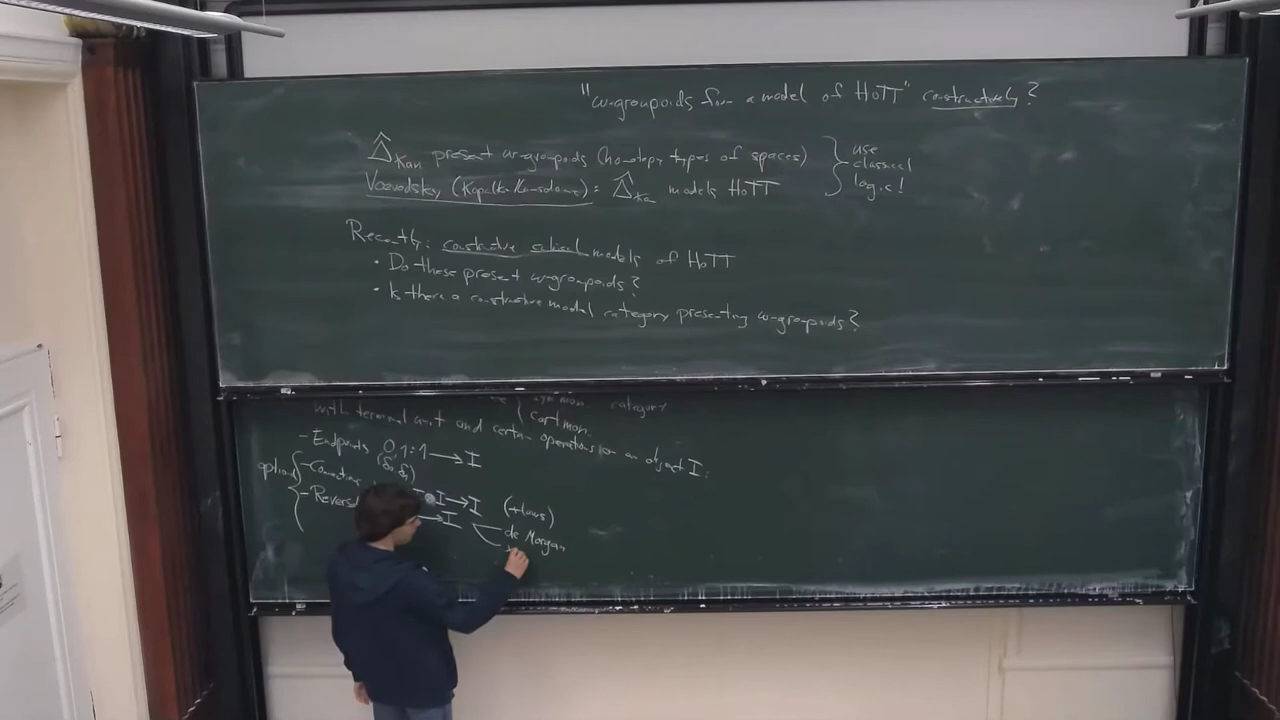 "ω-groupoids form a model of HoTT" constructively?
Δ̂_Kan present ω-groupoids (homotopy types of spaces) } use classical logic!
Voevodsky (Kapulkin Lumsdaine): Δ̂_Kan models HoTT
Recently: constructive cubical models of HoTT
• Do these present ω-groupoids?
• Is there a constructive model category presenting ω-groupoids?
mon. category
cart mon.
with terminal unit and certain operations on an object I:
- Endpoints 0,1 : 1 → I
(δ₀, δ₁)
optional { - Connections ⊗ I → I (+ laws)
- Revers → I
de Morgan